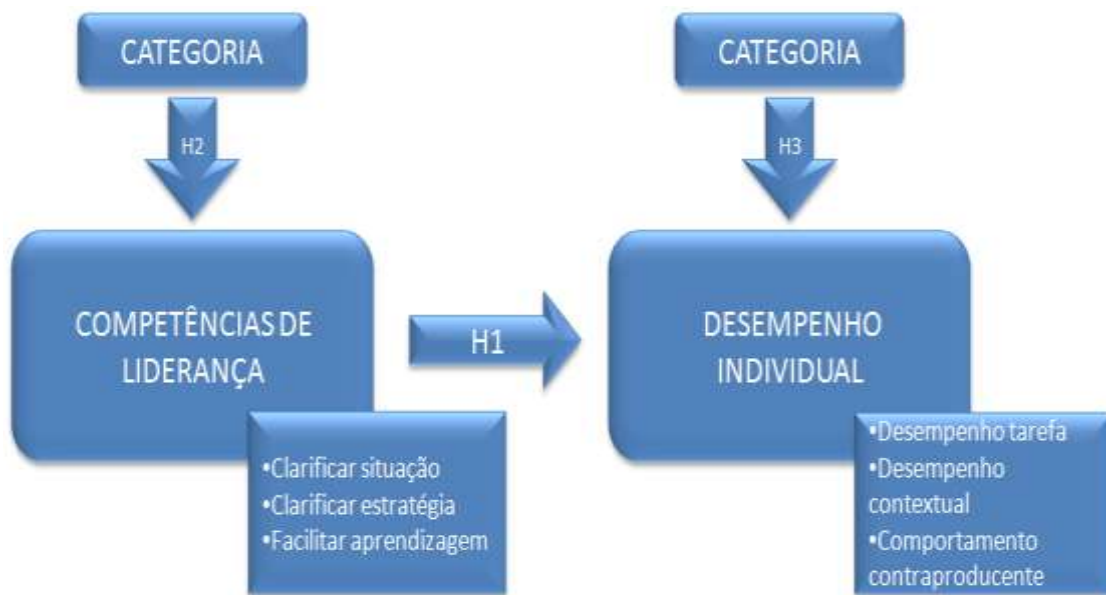 CATEGORIA
H2
COMPETÊNCIAS DE
LIDERANÇA
•Clarificar situação
•Clarificar estratégia
•Facilitar aprendizagem
H1
CATEGORIA
H3
DESEMPENHO
INDIVIDUAL
•Desempenho tarefa
•Desempenho
contextual
•Comportamento
contraproducente